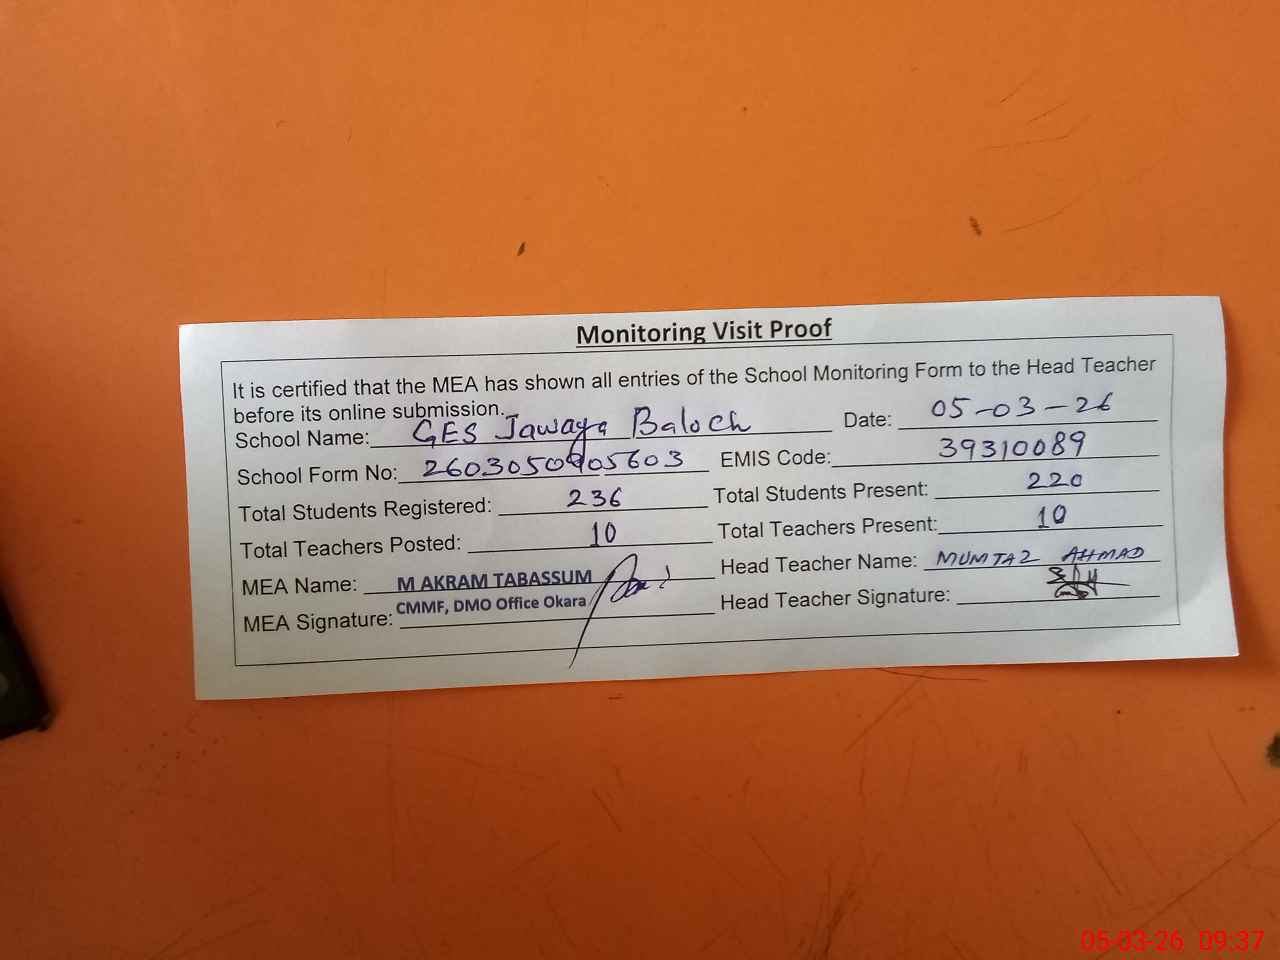 Monitoring Visit Proof
It is certified that the MEA has shown all entries of the School Monitoring Form to the Head Teacher
before its online submission.
School Name: GES Jawaya Baloch Date: 05-03-26
School Form No: 2603050905603 EMIS Code: 39310089
Total Students Registered: 236 Total Students Present: 220
Total Teachers Posted: 10 Total Teachers Present: 10
MEA Name: M AKRAM TABASSUM Head Teacher Name: MUMTAZ AHMAD
MEA Signature: CMMF, DMO Office Okara Head Teacher Signature:
05-03-26 09:37